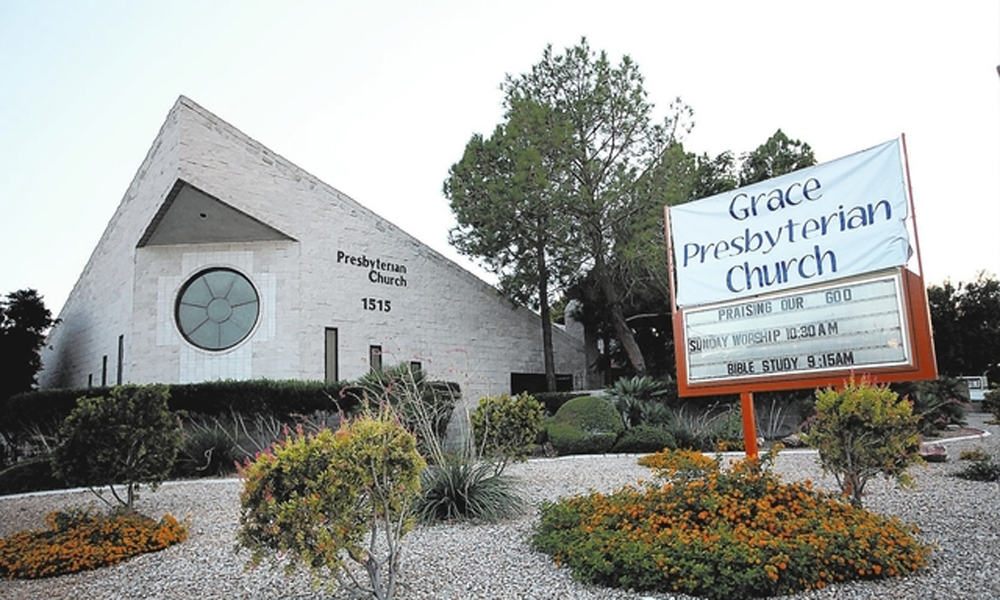 Presbyterian
Church
1515
Grace
Presbyterian
Church
PRAISING OUR GOD
SUNDAY WORSHIP 10:30 AM
BIBLE STUDY 9:15AM